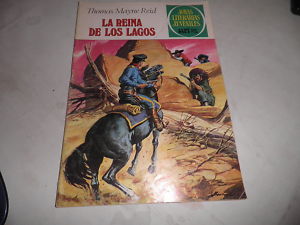 Thomas Mayne Reid
LA REINA
DE LOS LAGOS
JOYAS
LITERARIAS
JUVENILES